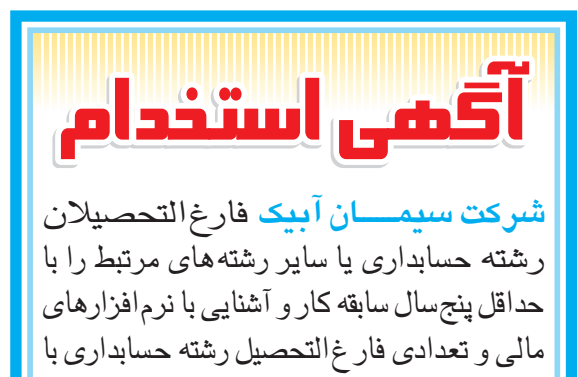 آگهی استخدام
شرکت سیمـــان آبیک فارغ‌التحصیلان
رشته حسابداری یا سایر رشته‌های مرتبط را با
حداقل پنج‌سال سابقه کار و آشنایی با نرم‌افزارهای
مالی و تعدادی فارغ‌التحصیل رشته حسابداری با